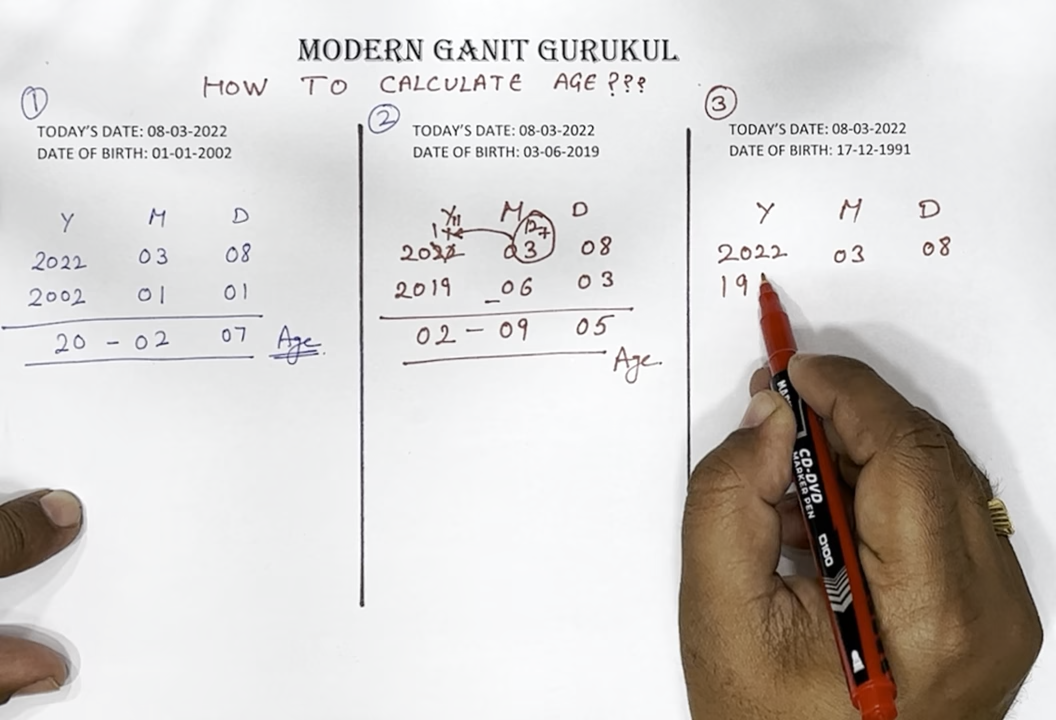 MODERN GANIT GURUKUL
HOW TO CALCULATE AGE???
1
TODAY'S DATE: 08-03-2022
DATE OF BIRTH: 01-01-2002
Y M D
2022 03 08
2002 01 01
20 - 02 07 Age
2
TODAY'S DATE: 08-03-2022
DATE OF BIRTH: 03-06-2019
Y M D
2022 03 08
2019 _06 03
02 - 09 05
Age
3
TODAY'S DATE: 08-03-2022
DATE OF BIRTH: 17-12-1991
Y M D
2022 03 08
19
CD-DVD
MARKER PEN
D100